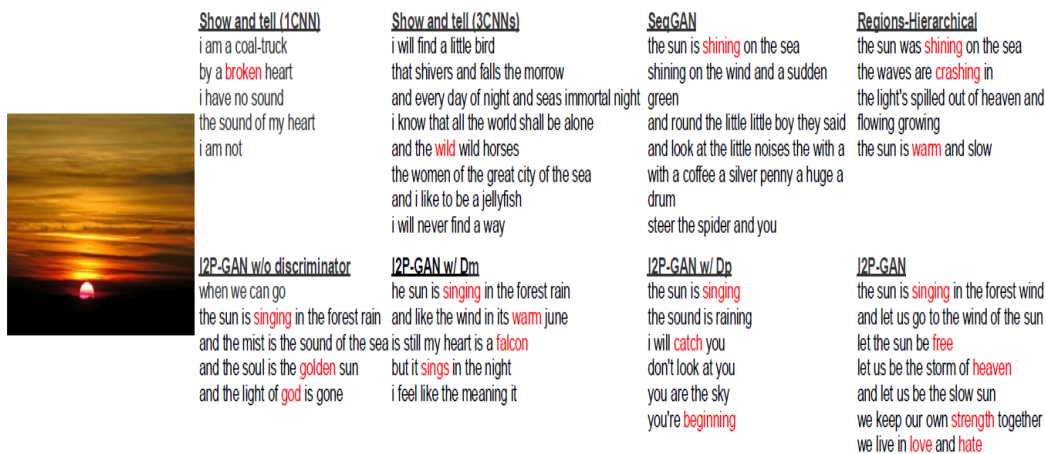 Show and tell (1CNN)
i am a coal-truck
by a broken heart
i have no sound
the sound of my heart
i am not
Show and tell (3CNNs)
i will find a little bird
that shivers and falls the morrow
and every day of night and seas immortal night
i know that all the world shall be alone
and the wild wild horses
the women of the great city of the sea
and i like to be a jellyfish
i will never find a way
SeqGAN
the sun is shining on the sea
shining on the wind and a sudden
green
and round the little little boy they said
and look at the little noises the with a
with a coffee a silver penny a huge a
drum
steer the spider and you
Regions-Hierarchical
the sun was shining on the sea
the waves are crashing in
the light's spilled out of heaven and
flowing growing
the sun is warm and slow
I2P-GAN w/o discriminator
when we can go
the sun is singing in the forest rain
and the mist is the sound of the sea
and the soul is the golden sun
and the light of god is gone
I2P-GAN w/ Dm
he sun is singing in the forest rain
and like the wind in its warm june
is still my heart is a falcon
but it sings in the night
i feel like the meaning it
I2P-GAN w/ Dp
the sun is singing
the sound is raining
i will catch you
don't look at you
you are the sky
you're beginning
I2P-GAN
the sun is singing in the forest wind
and let us go to the wind of the sun
let the sun be free
let us be the storm of heaven
and let us be the slow sun
we keep our own strength together
we live in love and hate